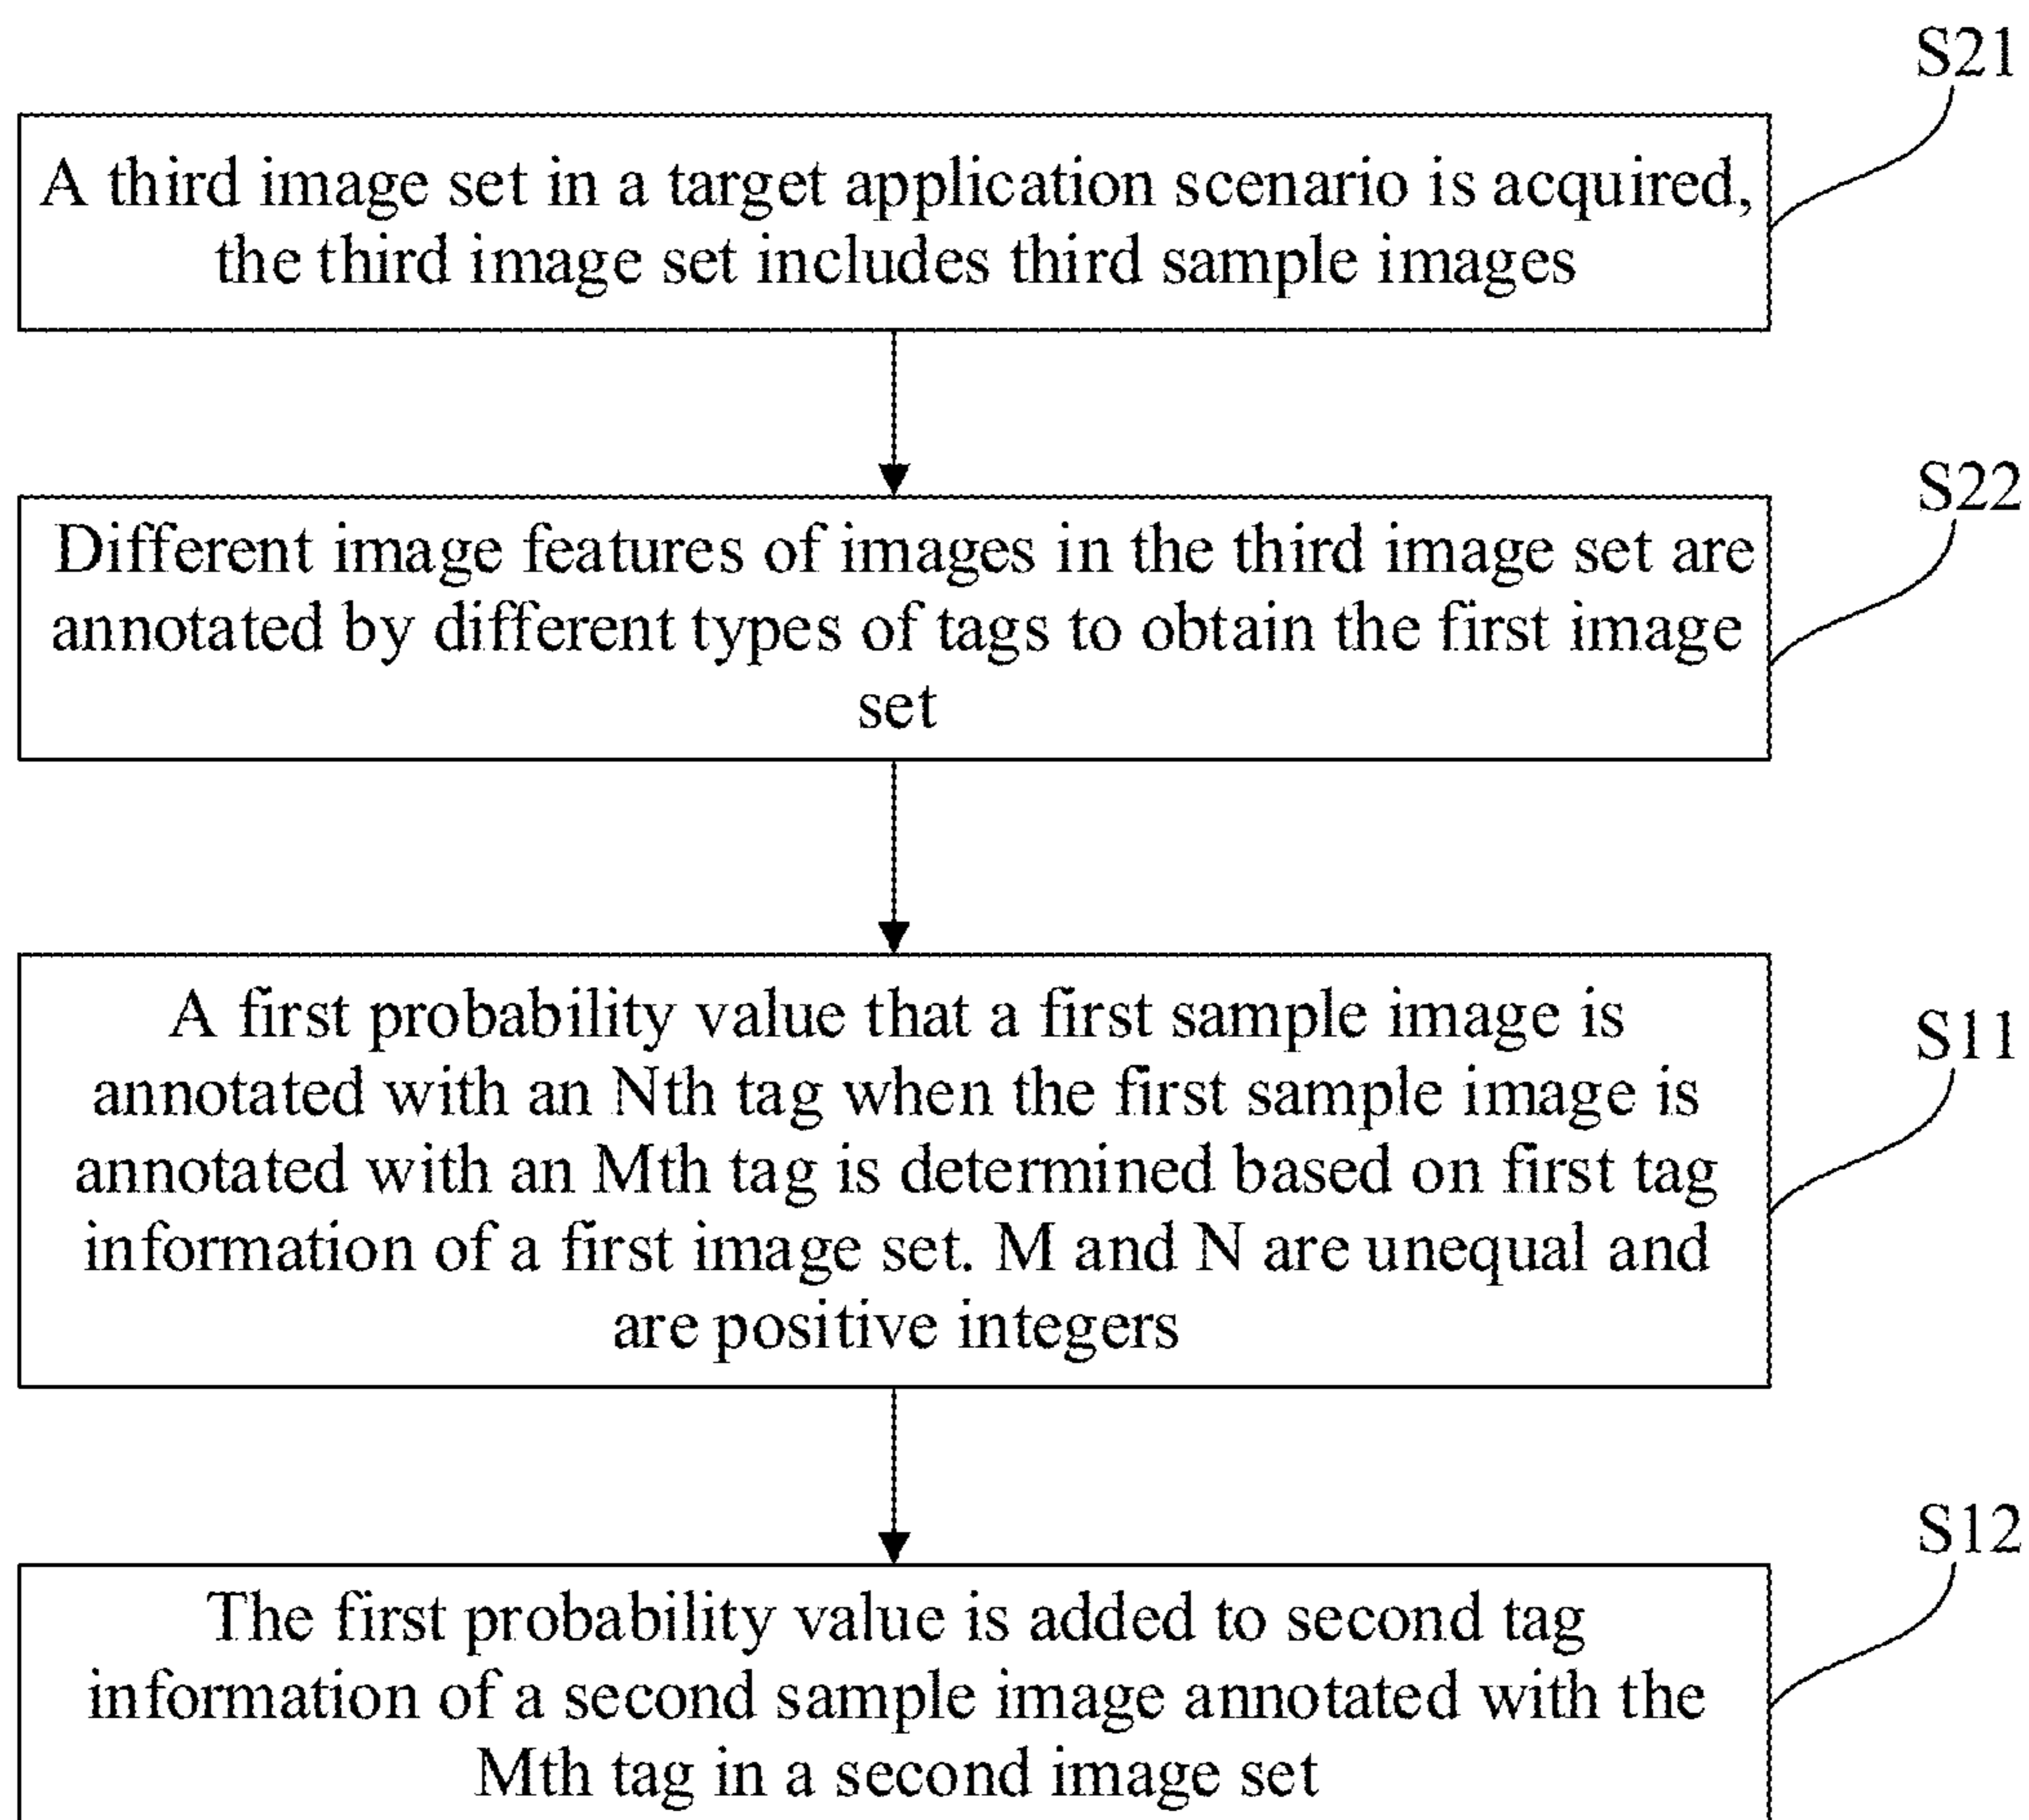 S21
A third image set in a target application scenario is acquired,
the third image set includes third sample images
S22
Different image features of images in the third image set are
annotated by different types of tags to obtain the first image
set
S11
A first probability value that a first sample image is
annotated with an Nth tag when the first sample image is
annotated with an Mth tag is determined based on first tag
information of a first image set. M and N are unequal and
are positive integers
S12
The first probability value is added to second tag
information of a second sample image annotated with the
Mth tag in a second image set